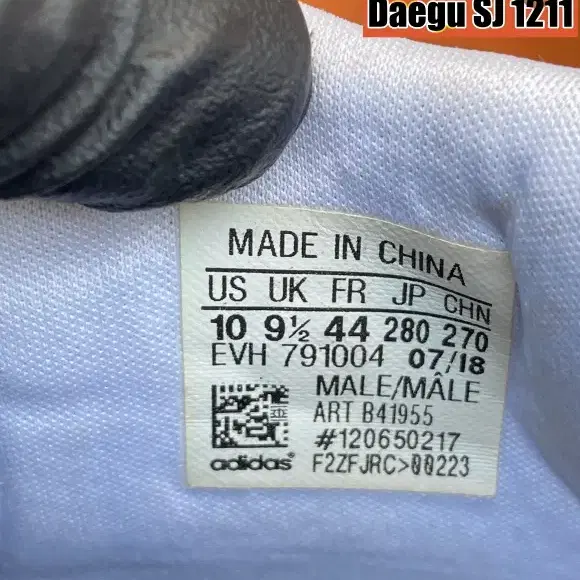 Daegu SJ 1211
MADE IN CHINA
US UK FR JP CHN
10 9½ 44 280 270
EVH 791004 07/18
MALE/MÂLE
ART B41955
#120650217
adidas F2ZFJRC>00223